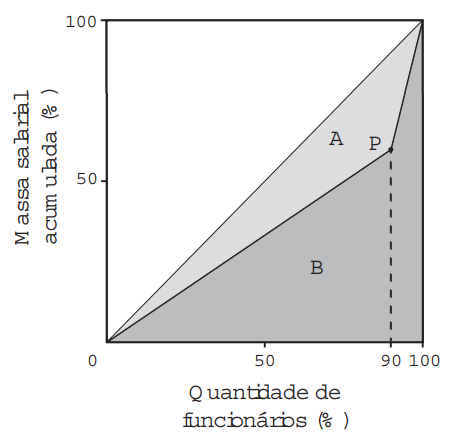 100
Massa salarial
acumulada (%)
50
A
P
B
0
50
90
100
Quantidade de
funcionários (%)